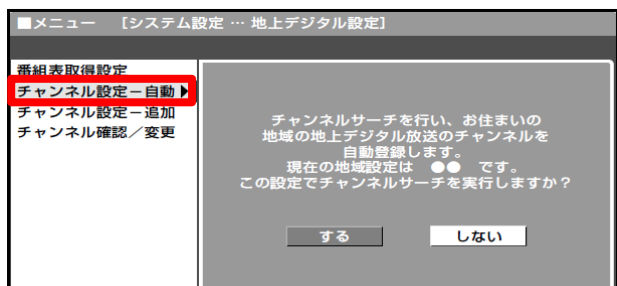 ■メニュー ［システム設定 … 地上デジタル設定］
番組表取得設定
チャンネル設定－自動▶
チャンネル設定－追加
チャンネル確認／変更
チャンネルサーチを行い、お住まいの
地域の地上デジタル放送のチャンネルを
自動登録します。
現在の地域設定は ●● です。
この設定でチャンネルサーチを実行しますか？
する しない